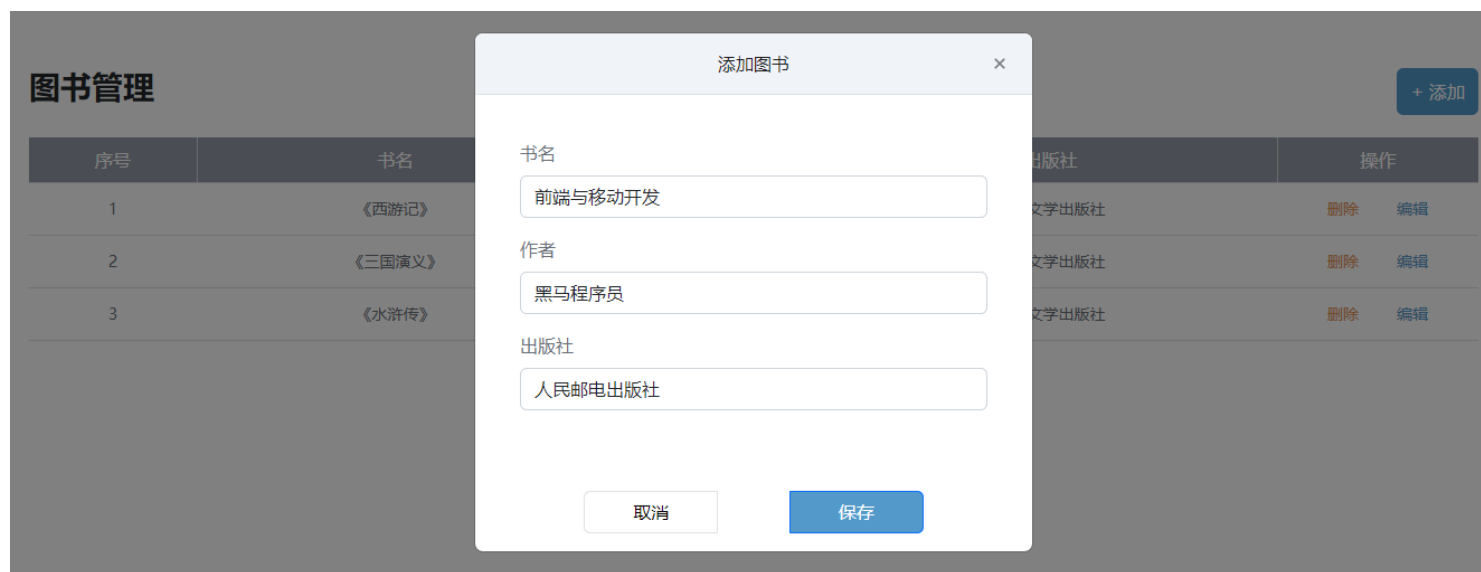 添加图书 ×
图书管理
+ 添加
序号 书名 出版社 操作
1 《西游记》 文学出版社 删除 编辑
2 《三国演义》 文学出版社 删除 编辑
3 《水浒传》 文学出版社 删除 编辑
书名
前端与移动开发
作者
黑马程序员
出版社
人民邮电出版社
取消 保存